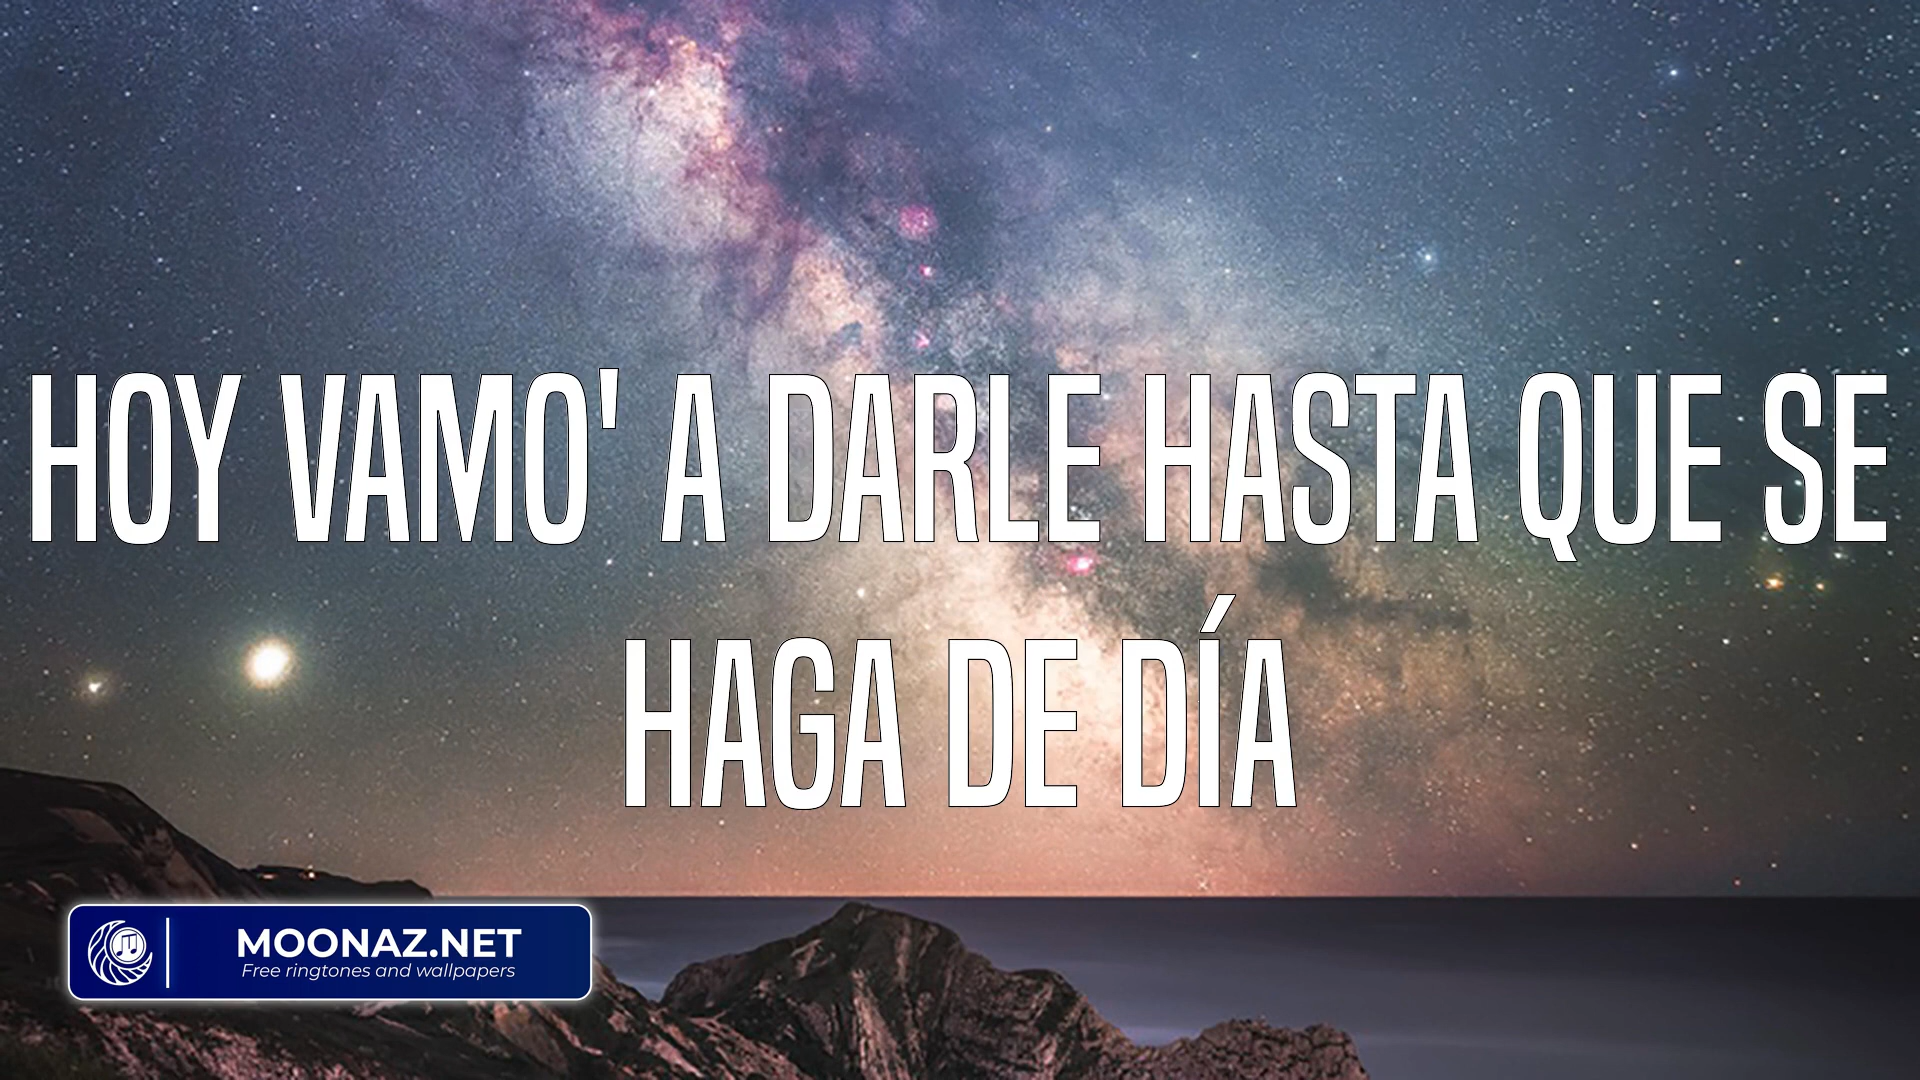 HOY VAMO' A DARLE HASTA QUE SE
HAGA DE DÍA
MOONAZ.NET
Free ringtones and wallpapers